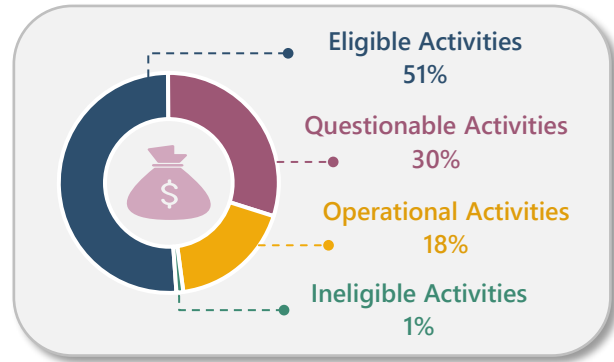 Eligible Activities
51%
Questionable Activities
30%
Operational Activities
18%
Ineligible Activities
1%
$